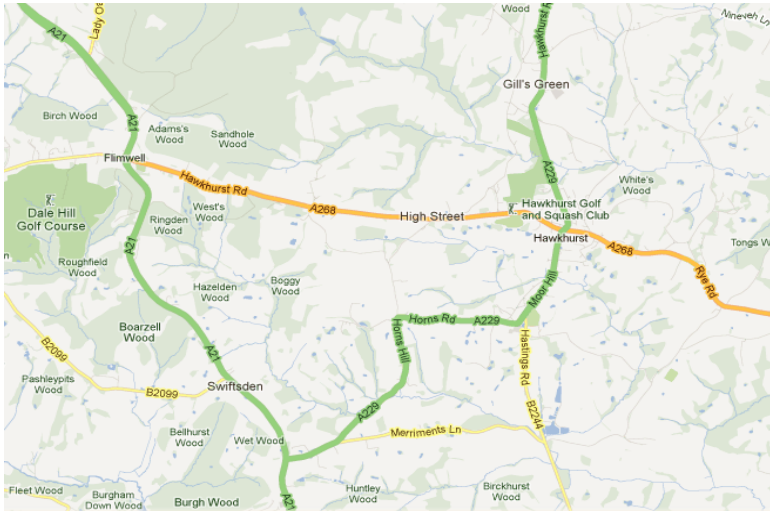 A21
Lady Oa
Wood
Hawkhurst R
Nineveh Ln
Gill's Green
Birch Wood
A21
Adams's
Wood
Sandhole
Wood
Flimwell
A229
Hawkhurst Rd
White's
Wood
Dale Hill
Golf Course
West's
Wood
A268
High Street
Hawkhurst Golf
and Squash Club
Ringden
Wood
Hawkhurst
A21
A268
Tongs W
n
Roughfield
Wood
Rye Rd
Hazelden
Wood
Boggy
Wood
Moor Hill
Boarzell
Wood
Horns Rd
A229
Horns Hill
Hastings Rd
B2099
A21
Pashleypits
Wood
B2099
Swiftsden
A229
B2244
Bellhurst
Wood
Wet Wood
Merriments Ln
Fleet Wood
Burgham
Down Wood
Burgh Wood
A21
Huntley
Wood
Birckhurst
Wood